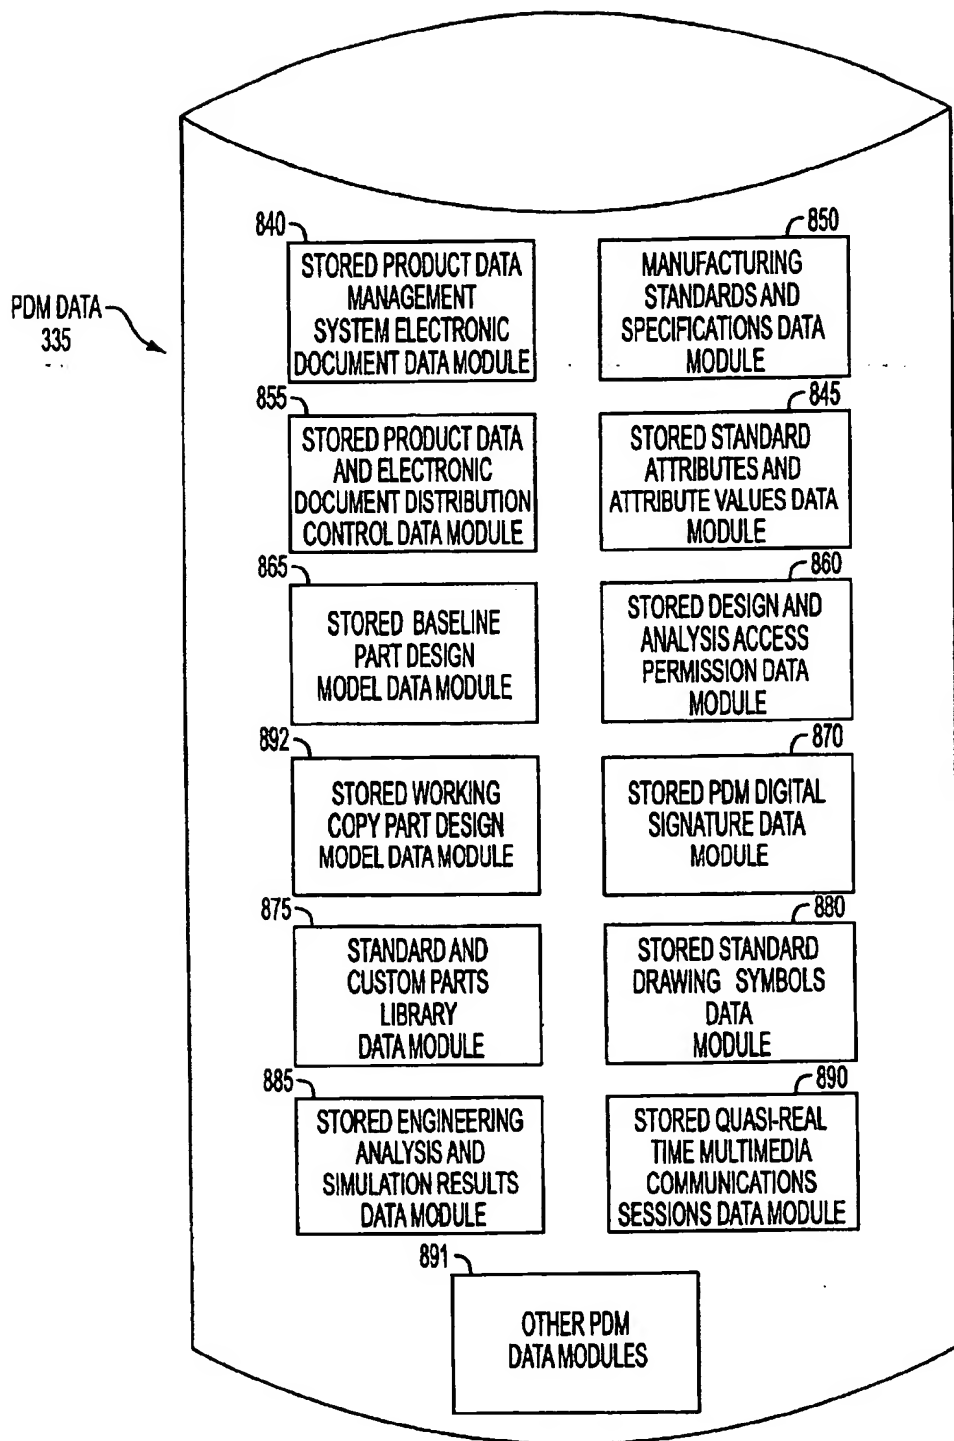 840
STORED PRODUCT DATA
MANAGEMENT
SYSTEM ELECTRONIC
DOCUMENT DATA MODULE
850
MANUFACTURING
STANDARDS AND
SPECIFICATIONS DATA
MODULE
PDM DATA
335
855
STORED PRODUCT DATA
AND ELECTRONIC
DOCUMENT DISTRIBUTION
CONTROL DATA MODULE
845
STORED STANDARD
ATTRIBUTES AND
ATTRIBUTE VALUES DATA
MODULE
865
STORED BASELINE
PART DESIGN
MODEL DATA MODULE
860
STORED DESIGN AND
ANALYSIS ACCESS
PERMISSION DATA
MODULE
892
STORED WORKING
COPY PART DESIGN
MODEL DATA MODULE
870
STORED PDM DIGITAL
SIGNATURE DATA
MODULE
875
STANDARD AND
CUSTOM PARTS
LIBRARY
DATA MODULE
880
STORED STANDARD
DRAWING SYMBOLS
DATA
MODULE
885
STORED ENGINEERING
ANALYSIS AND
SIMULATION RESULTS
DATA MODULE
890
STORED QUASI-REAL
TIME MULTIMEDIA
COMMUNICATIONS
SESSIONS DATA MODULE
891
OTHER PDM
DATA MODULES